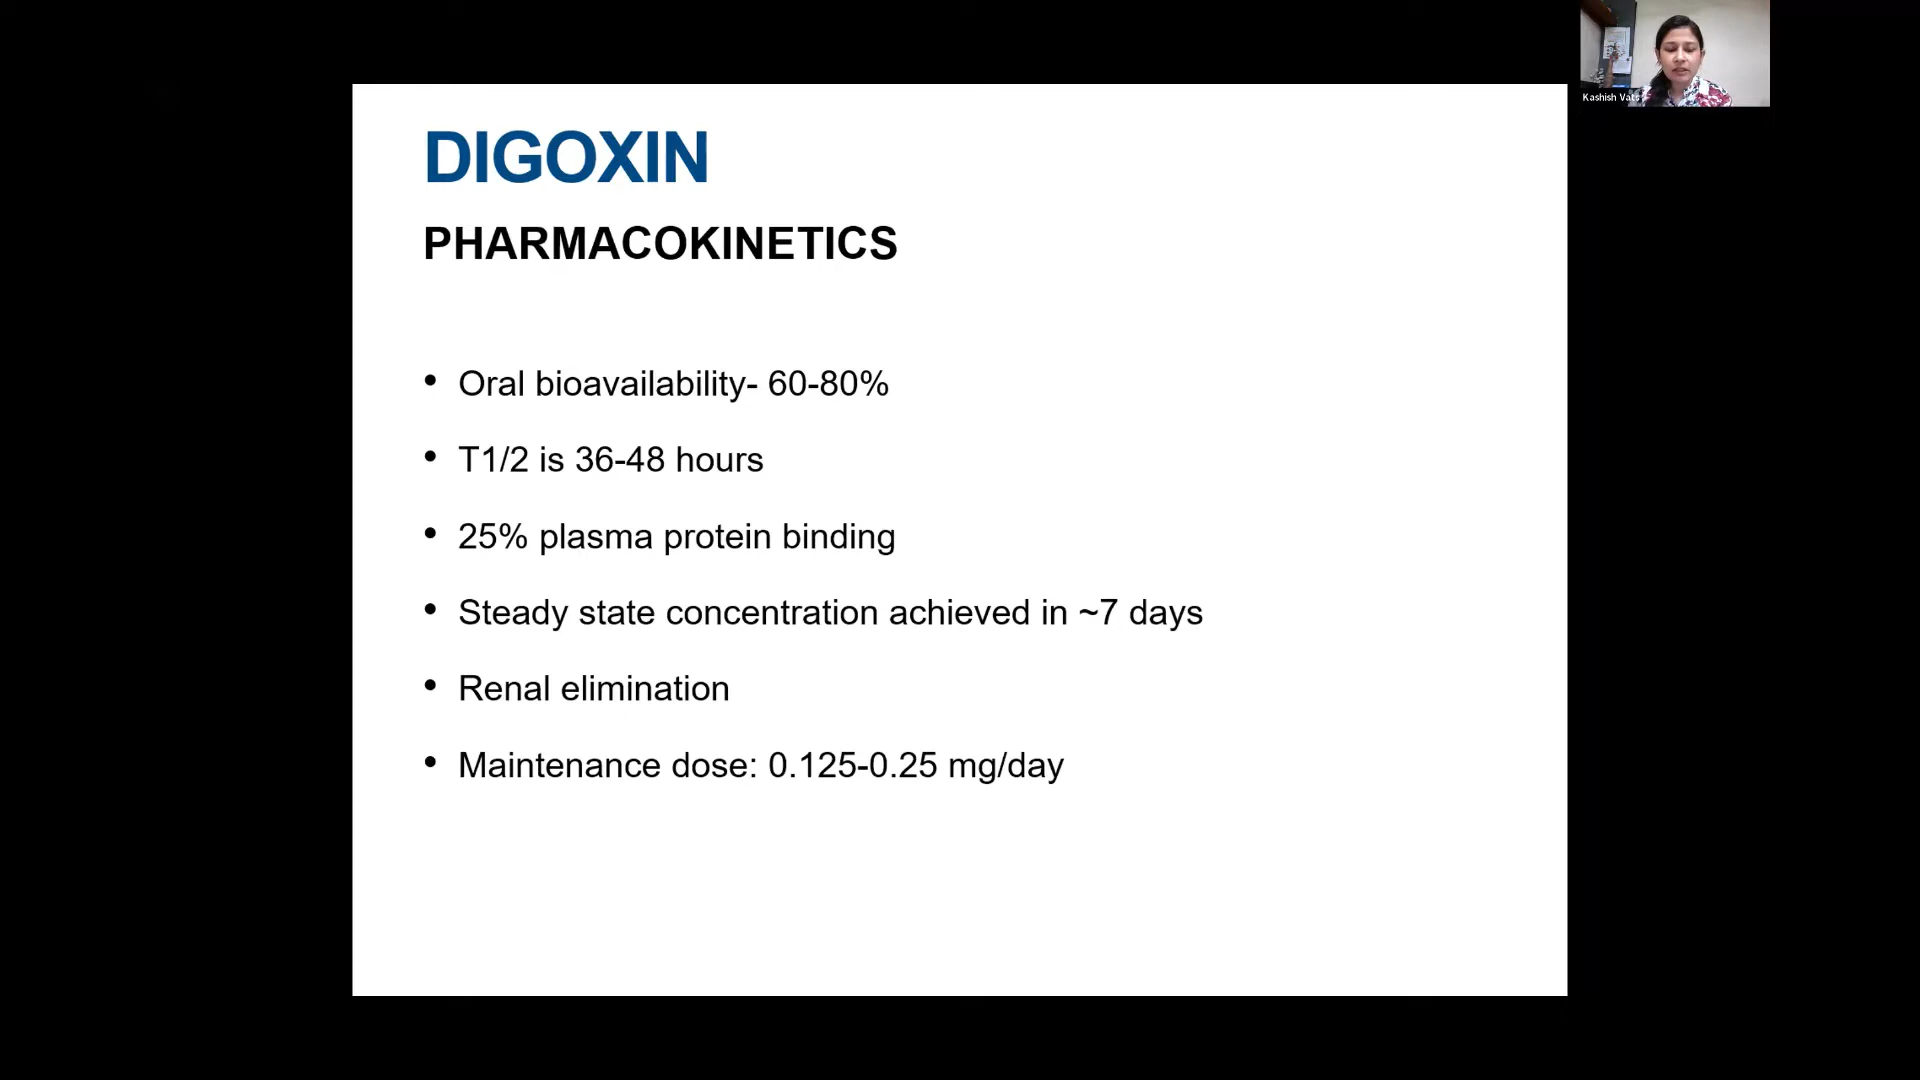 Kashish Vats
DIGOXIN
PHARMACOKINETICS
• Oral bioavailability- 60-80%
• T1/2 is 36-48 hours
• 25% plasma protein binding
• Steady state concentration achieved in ~7 days
• Renal elimination
• Maintenance dose: 0.125-0.25 mg/day